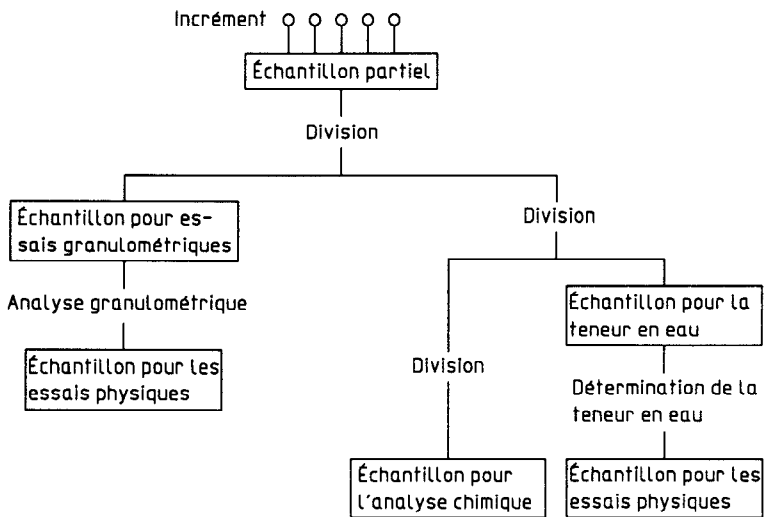 Incrément
Échantillon partiel
Division
Échantillon pour es-
sais granulométriques
Analyse granulométrique
Échantillon pour les
essais physiques
Division
Division
Échantillon pour
l'analyse chimique
Échantillon pour la
teneur en eau
Détermination de la
teneur en eau
Échantillon pour les
essais physiques